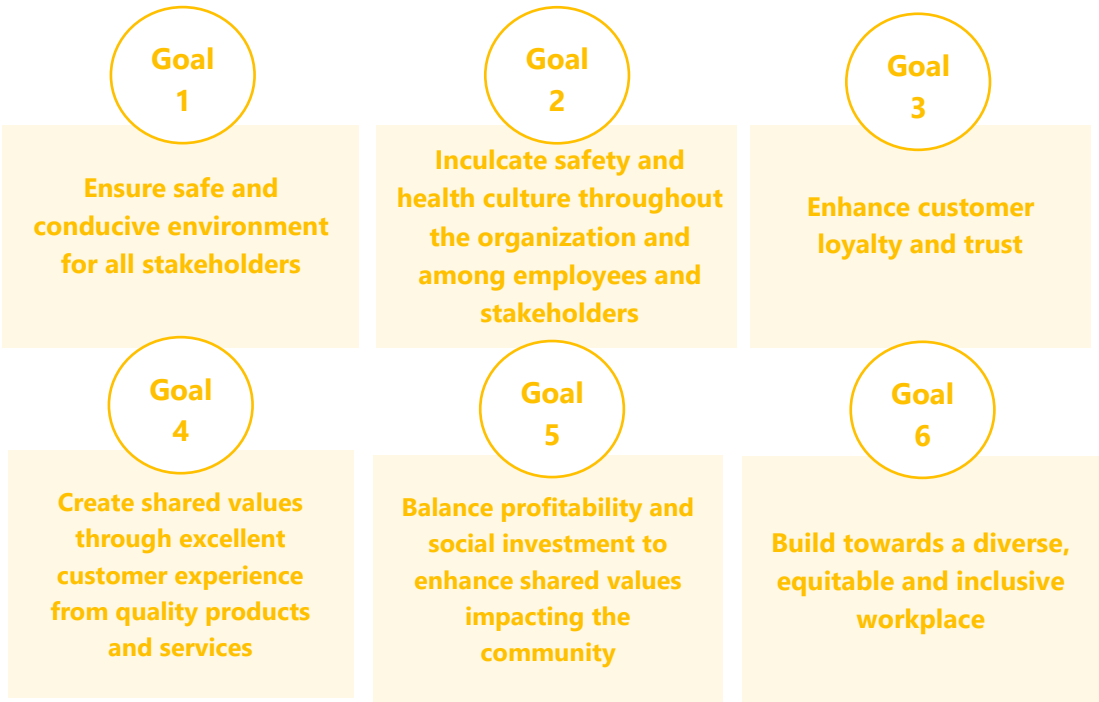 Goal
1
Ensure safe and
conducive environment
for all stakeholders
Goal
2
Inculcate safety and
health culture throughout
the organization and
among employees and
stakeholders
Goal
3
Enhance customer
loyalty and trust
Goal
4
Create shared values
through excellent
customer experience
from quality products
and services
Goal
5
Balance profitability and
social investment to
enhance shared values
impacting the
community
Goal
6
Build towards a diverse,
equitable and inclusive
workplace